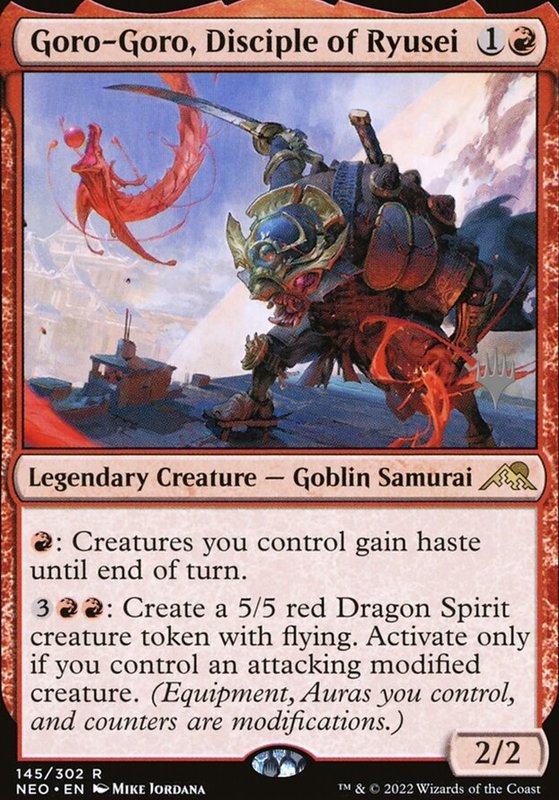 Goro-Goro, Disciple of Ryusei 1
Legendary Creature — Goblin Samurai
: Creatures you control gain haste
until end of turn.
3: Create a 5/5 red Dragon Spirit
creature token with flying. Activate only
if you control an attacking modified
creature. (Equipment, Auras you control,
and counters are modifications.)
2/2
145/302 R
NEO • EN Mike Jordana
™ & © 2022 Wizards of the Coast